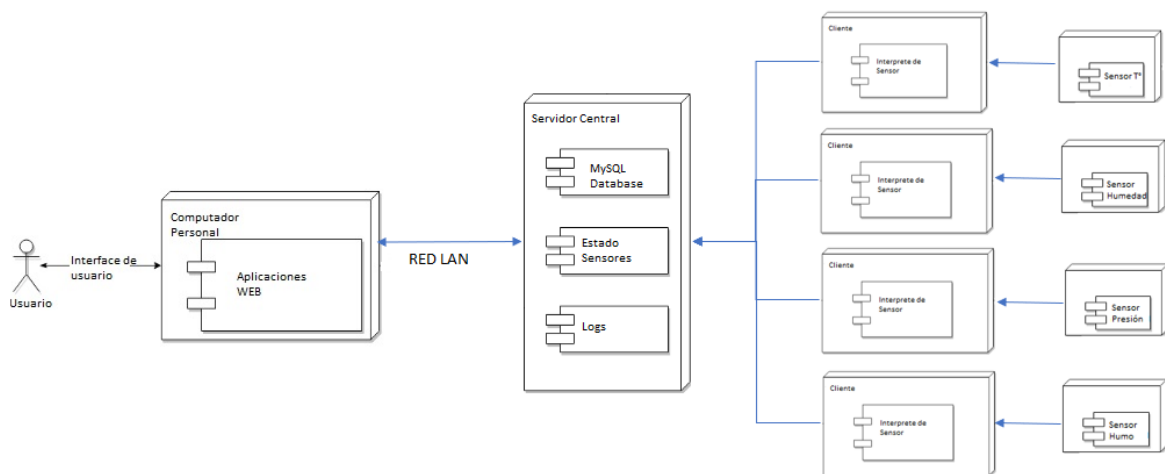 Usuario
Interface de
usuario
Computador
Personal
Aplicaciones
WEB
RED LAN
Servidor Central
MySQL
Database
Estado
Sensores
Logs
Cliente
Interprete de
Sensor
Sensor T°
Cliente
Interprete de
Sensor
Sensor
Humedad
Cliente
Interprete de
Sensor
Sensor
Presión
Cliente
Interprete de
Sensor
Sensor
Humo